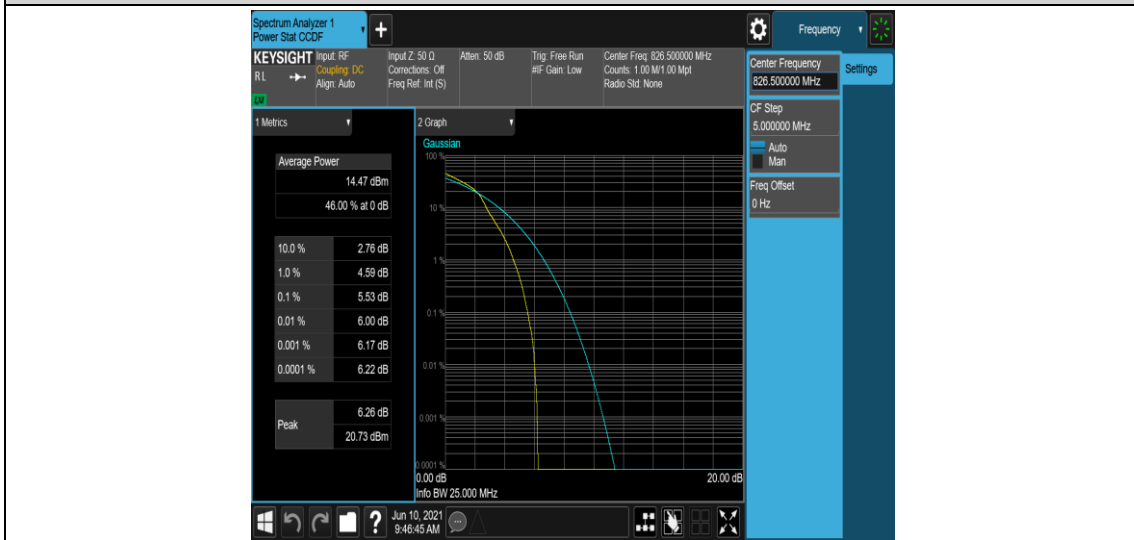 Spectrum Analyzer 1
Power Stat CCDF
Frequency
KEYSIGHT
Input: RF
Coupling: DC
Align: Auto
RL
LXI
Input Z: 50 Ω
Corrections: Off
Freq Ref: Int (S)
Atten: 50 dB
Trig: Free Run
#IF Gain: Low
Center Freq: 826.500000 MHz
Counts: 1.00 M/1.00 Mpt
Radio Std: None
Center Frequency
826.500000 MHz
Settings
CF Step
5.000000 MHz
Auto
Man
Freq Offset
0 Hz
1 Metrics
Average Power
14.47 dBm
46.00 % at 0 dB
10.0 % 2.76 dB
1.0 % 4.59 dB
0.1 % 5.53 dB
0.01 % 6.00 dB
0.001 % 6.17 dB
0.0001 % 6.22 dB
Peak 6.26 dB
20.73 dBm
2 Graph
Gaussian
100 %
10 %
1 %
0.1 %
0.01 %
0.001 %
0.0001 %
0.00 dB 20.00 dB
Info BW 25.000 MHz
Jun 10, 2021
9:46:45 AM